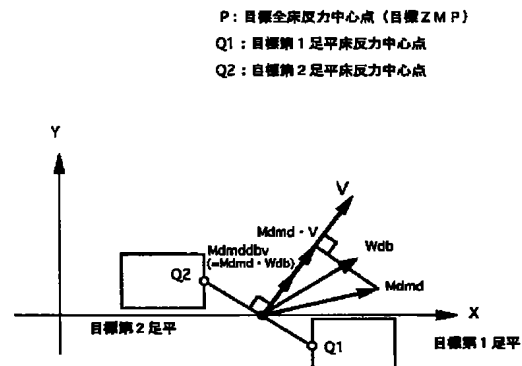 P：目標全床反力中心点（目標ZMP）
Q1：目標第1足平床反力中心点
Q2：目標第2足平床反力中心点
Y
V
Mdmd・V
Mdmddbv
(=Mdmd・Wdb)
Wdb
Q2
Mdmd
X
目標第2足平
目標第1足平
Q1